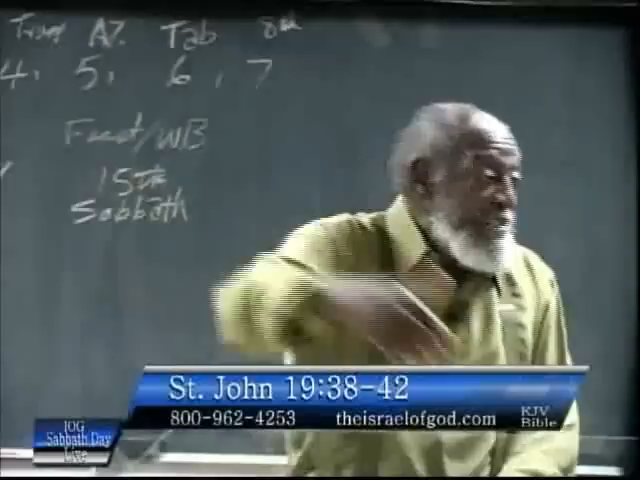 Trum AT. Tab 8th
4, 5, 6, 7
Feast/WB
15th
Sabbath
St. John 19:38-42
800-962-4253 theisraelofgod.com KJV Bible
IOG
Sabbath Day
Live